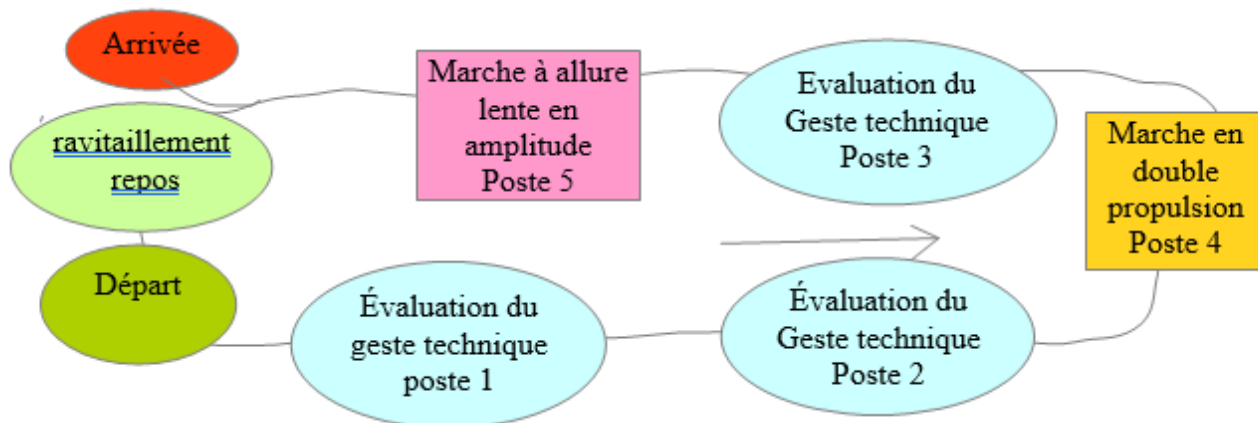 Arrivée
ravitaillement
repos
Départ
Marche à allure
lente en
amplitude
Poste 5
Evaluation du
Geste technique
Poste 3
Marche en
double
propulsion
Poste 4
Évaluation du
geste technique
poste 1
Évaluation du
Geste technique
Poste 2